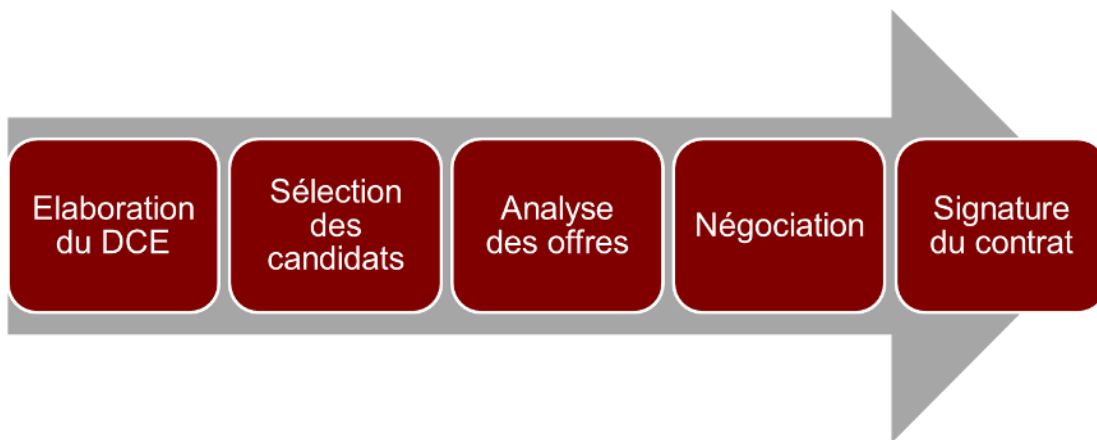 Elaboration
du DCE
Sélection
des
candidats
Analyse
des offres
Négociation
Signature
du contrat